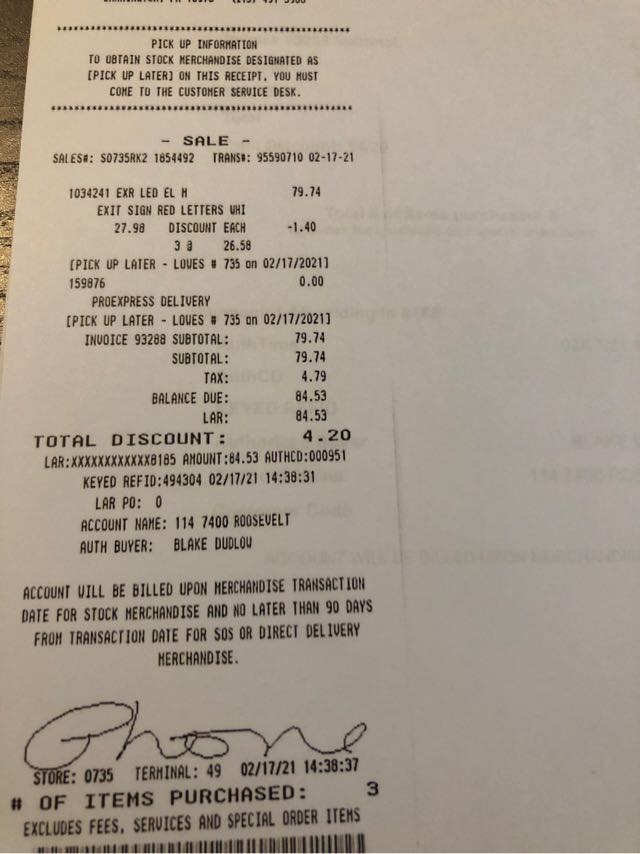 ***********************************************
PICK UP INFORMATION
TO OBTAIN STOCK MERCHANDISE DESIGNATED AS
[PICK UP LATER] ON THIS RECEIPT, YOU MUST
COME TO THE CUSTOMER SERVICE DESK.
***********************************************
- SALE -
SALES#: S0735RK2 1854492 TRANS#: 95590710 02-17-21
1034241 EXR LED EL M 79.74
EXIT SIGN RED LETTERS WHI
27.98 DISCOUNT EACH -1.40
3 @ 26.58
[PICK UP LATER - LOWES # 735 on 02/17/2021]
159876 0.00
PROEXPRESS DELIVERY
[PICK UP LATER - LOWES # 735 on 02/17/2021]
INVOICE 93288 SUBTOTAL: 79.74
SUBTOTAL: 79.74
TAX: 4.79
BALANCE DUE: 84.53
LAR: 84.53
TOTAL DISCOUNT: 4.20
LAR:XXXXXXXXXXXX8185 AMOUNT:84.53 AUTHCD:000951
KEYED REFID:494304 02/17/21 14:38:31
LAR PO: 0
ACCOUNT NAME: 114 7400 ROOSEVELT
AUTH BUYER: BLAKE DUDLOW
ACCOUNT WILL BE BILLED UPON MERCHANDISE TRANSACTION
DATE FOR STOCK MERCHANDISE AND NO LATER THAN 90 DAYS
FROM TRANSACTION DATE FOR SOS OR DIRECT DELIVERY
MERCHANDISE.
Phone
STORE: 0735 TERMINAL: 49 02/17/21 14:38:37
# OF ITEMS PURCHASED: 3
EXCLUDES FEES, SERVICES AND SPECIAL ORDER ITEMS